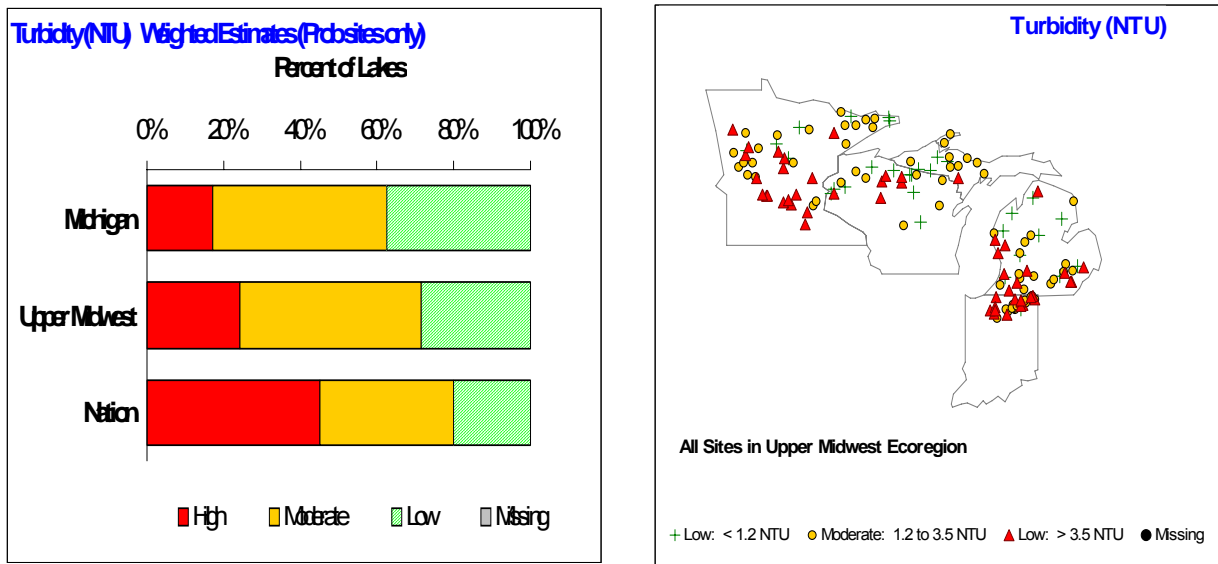 Turbidity (NTU) Weighted Estimates (Prob sites only)
Percent of Lakes
0% 20% 40% 60% 80% 100%
Michigan
Upper Midwest
Nation
High Moderate Low Missing
Turbidity (NTU)
All Sites in Upper Midwest Ecoregion
Low: < 1.2 NTU Moderate: 1.2 to 3.5 NTU Low: > 3.5 NTU Missing